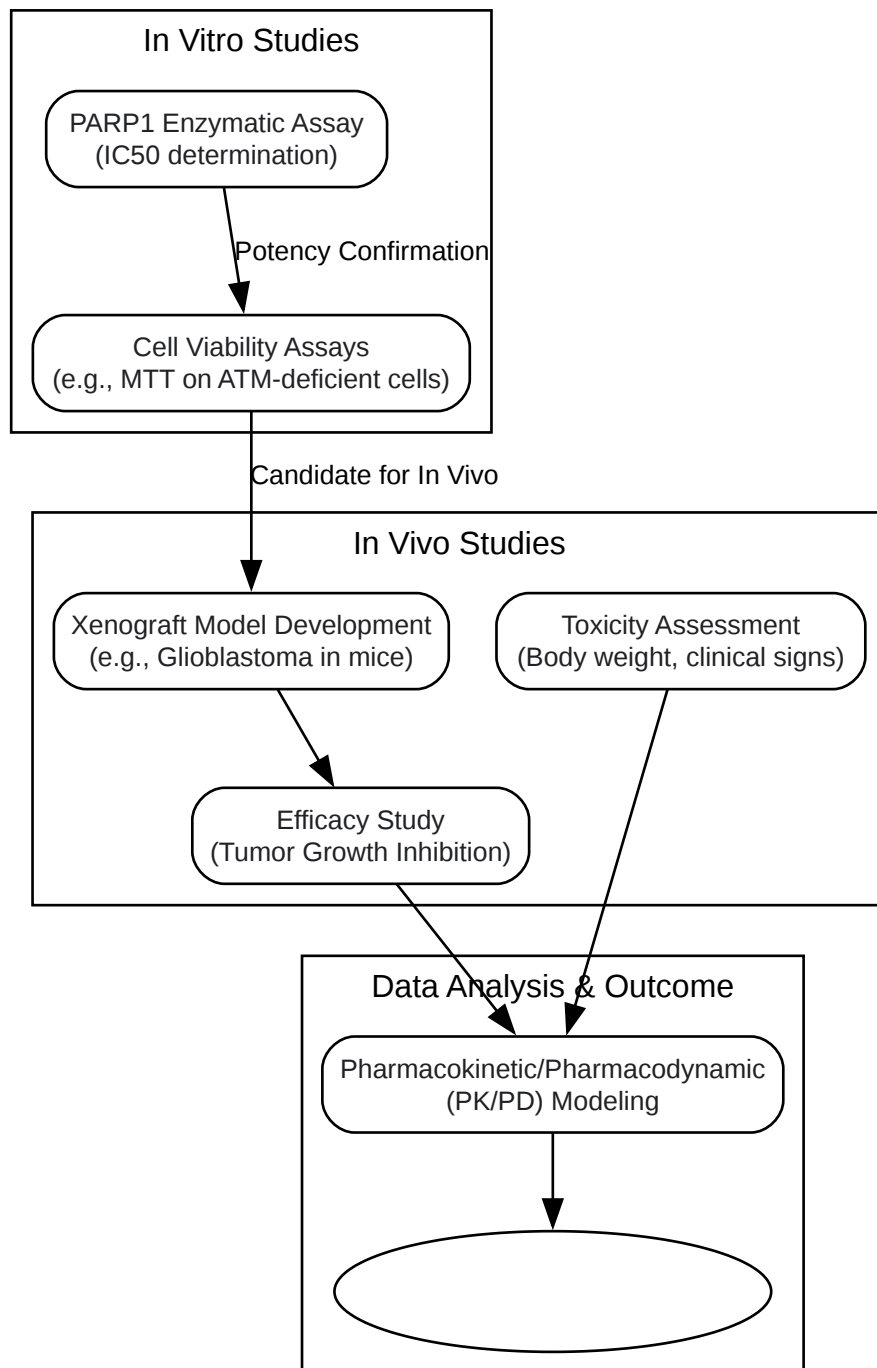 In Vitro Studies
PARP1 Enzymatic Assay
(IC50 determination)
Potency Confirmation
Cell Viability Assays
(e.g., MTT on ATM-deficient cells)
Candidate for In Vivo
In Vivo Studies
Xenograft Model Development
(e.g., Glioblastoma in mice)
Toxicity Assessment
(Body weight, clinical signs)
Efficacy Study
(Tumor Growth Inhibition)
Data Analysis & Outcome
Pharmacokinetic/Pharmacodynamic
(PK/PD) Modeling